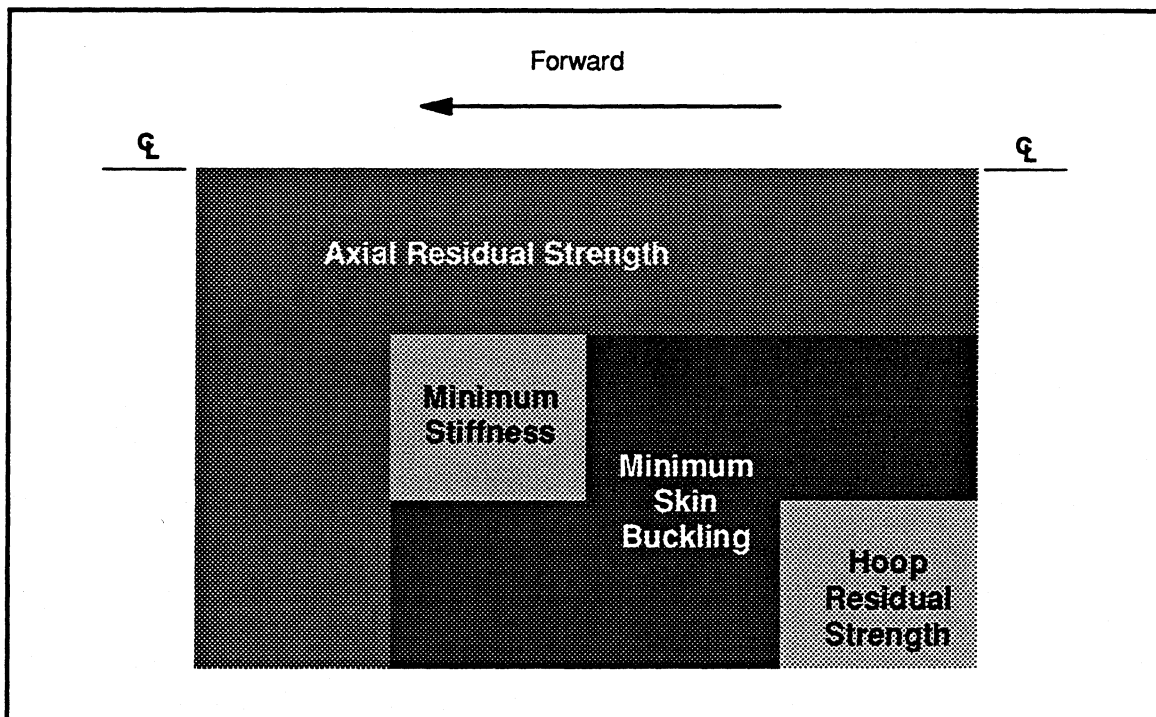 Forward
℄ ℄
Axial Residual Strength
Minimum
Stiffness
Minimum
Skin
Buckling
Hoop
Residual
Strength